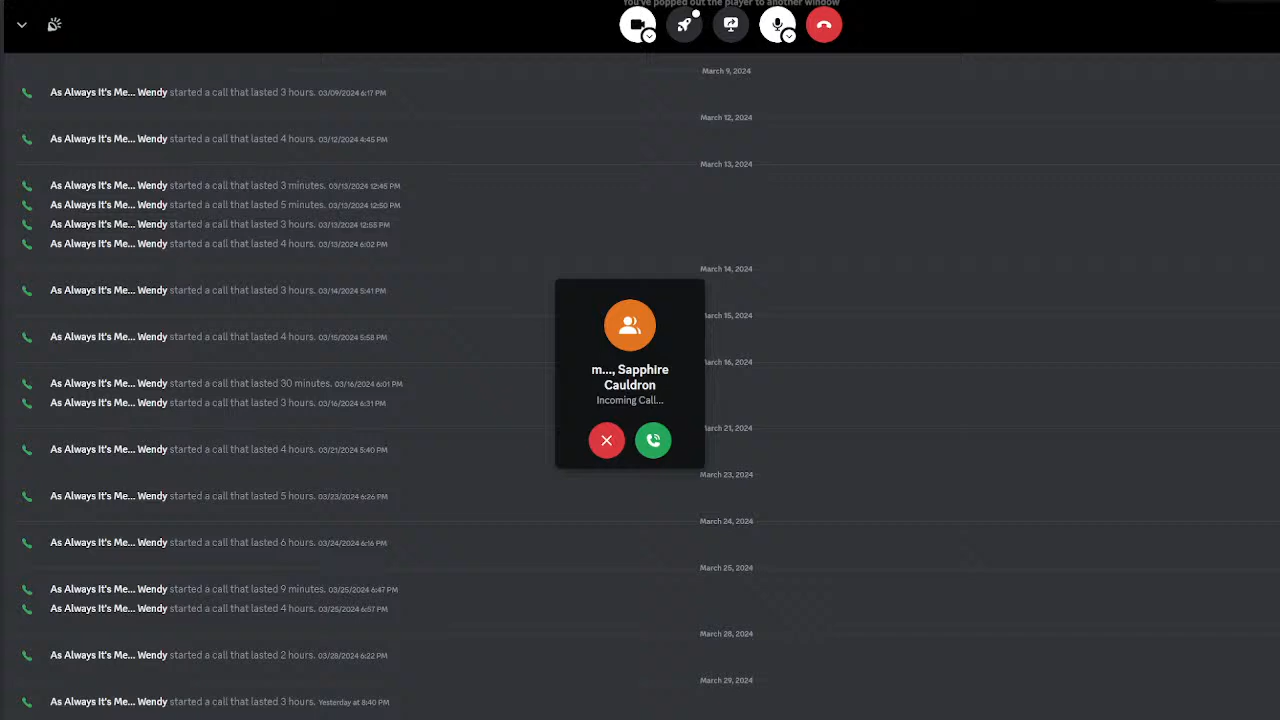 You've popped out the player to another window
March 9, 2024
As Always It's Me... Wendy started a call that lasted 3 hours. 03/09/2024 6:17 PM
March 12, 2024
As Always It's Me... Wendy started a call that lasted 4 hours. 03/12/2024 4:45 PM
March 13, 2024
As Always It's Me... Wendy started a call that lasted 3 minutes. 03/13/2024 12:45 PM
As Always It's Me... Wendy started a call that lasted 5 minutes. 03/13/2024 12:50 PM
As Always It's Me... Wendy started a call that lasted 3 hours. 03/13/2024 12:55 PM
As Always It's Me... Wendy started a call that lasted 4 hours. 03/13/2024 6:02 PM
March 14, 2024
As Always It's Me... Wendy started a call that lasted 3 hours. 03/14/2024 5:41 PM
March 15, 2024
As Always It's Me... Wendy started a call that lasted 4 hours. 03/15/2024 5:58 PM
March 16, 2024
m..., Sapphire
Cauldron
Incoming Call...
As Always It's Me... Wendy started a call that lasted 30 minutes. 03/16/2024 6:01 PM
As Always It's Me... Wendy started a call that lasted 3 hours. 03/16/2024 6:31 PM
March 21, 2024
As Always It's Me... Wendy started a call that lasted 4 hours. 03/21/2024 5:40 PM
March 23, 2024
As Always It's Me... Wendy started a call that lasted 5 hours. 03/23/2024 6:26 PM
March 24, 2024
As Always It's Me... Wendy started a call that lasted 6 hours. 03/24/2024 6:16 PM
March 25, 2024
As Always It's Me... Wendy started a call that lasted 9 minutes. 03/25/2024 6:47 PM
As Always It's Me... Wendy started a call that lasted 4 hours. 03/25/2024 6:57 PM
March 28, 2024
As Always It's Me... Wendy started a call that lasted 2 hours. 03/28/2024 6:22 PM
March 29, 2024
As Always It's Me... Wendy started a call that lasted 3 hours. Yesterday at 8:40 PM